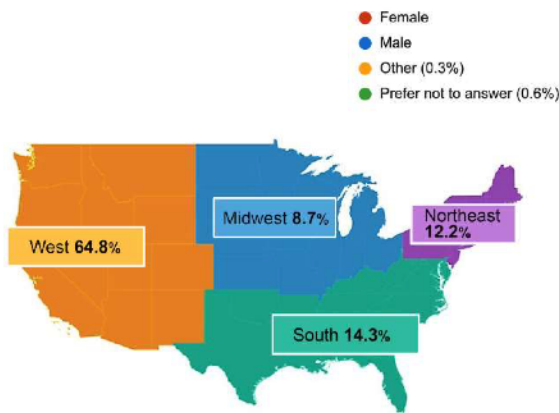 Female
Male
Other (0.3%)
Prefer not to answer (0.6%)
Midwest 8.7%
Northeast
12.2%
West 64.8%
South 14.3%